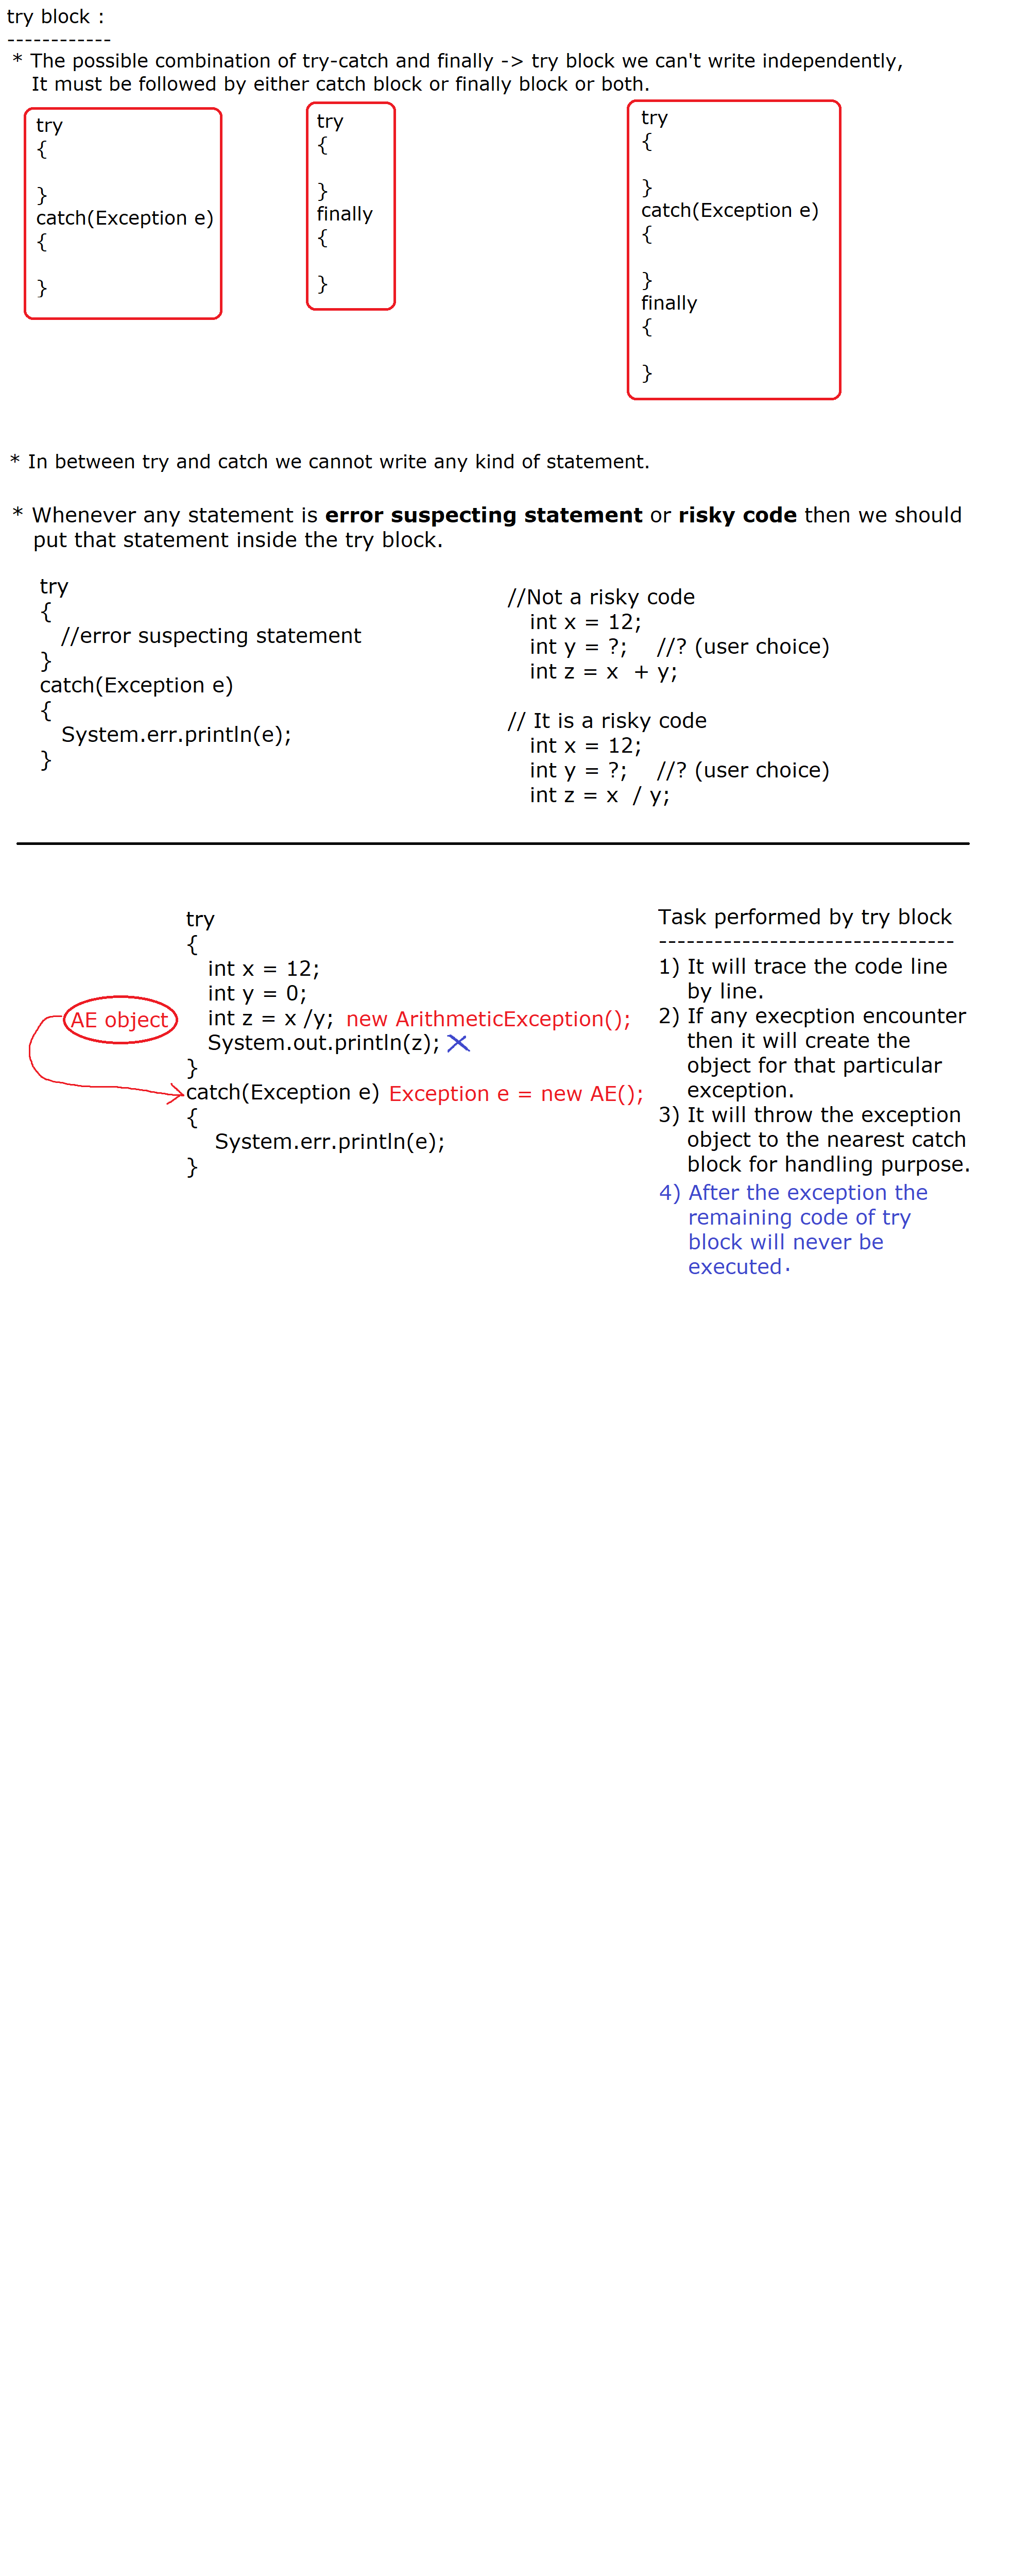 try block :
------------
* The possible combination of try-catch and finally -> try block we can't write independently,
It must be followed by either catch block or finally block or both.
try
{
}
catch(Exception e)
{
}
try
{
}
finally
{
}
try
{
}
catch(Exception e)
{
}
finally
{
}
* In between try and catch we cannot write any kind of statement.
* Whenever any statement is error suspecting statement or risky code then we should
put that statement inside the try block.
try
{
//error suspecting statement
}
catch(Exception e)
{
System.err.println(e);
}
//Not a risky code
int x = 12;
int y = ?; //? (user choice)
int z = x + y;
// It is a risky code
int x = 12;
int y = ?; //? (user choice)
int z = x / y;
try
{
int x = 12;
int y = 0;
AE object
int z = x /y; new ArithmeticException();
System.out.println(z); X
}
catch(Exception e) Exception e = new AE();
{
System.err.println(e);
}
Task performed by try block
---------------------------------
1) It will trace the code line
by line.
2) If any execption encounter
then it will create the
object for that particular
exception.
3) It will throw the exception
object to the nearest catch
block for handling purpose.
4) After the exception the
remaining code of try
block will never be
executed.